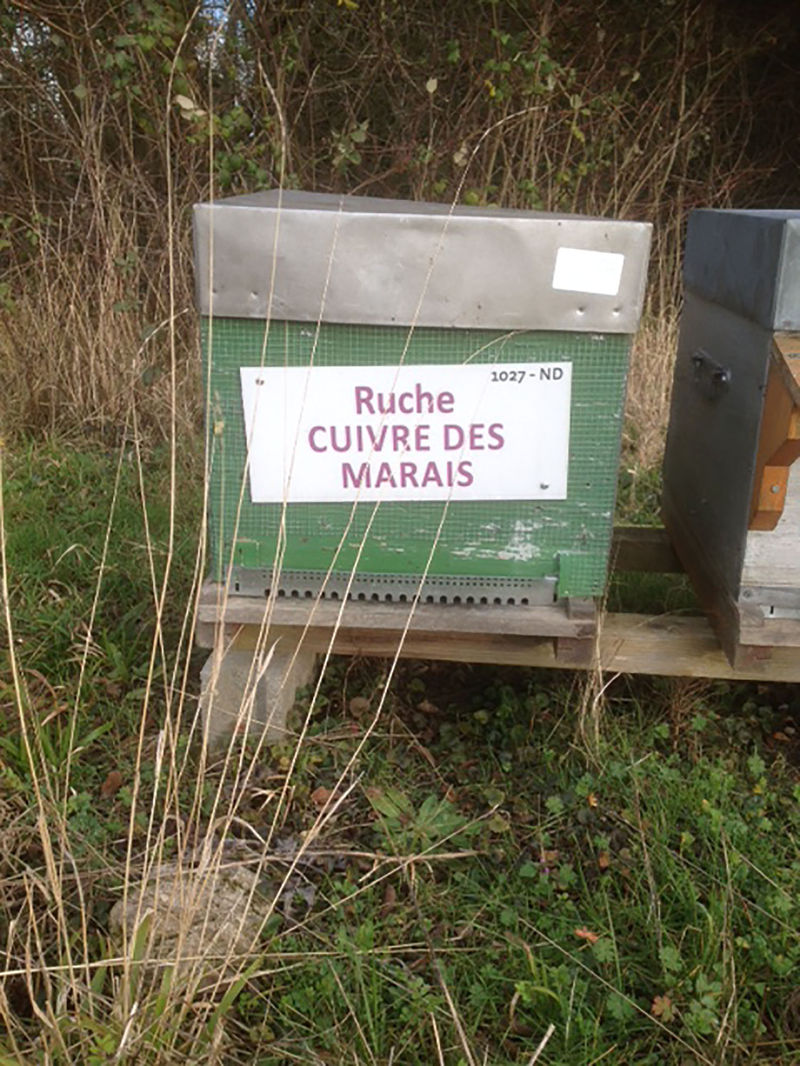 1027 - ND
Ruche
CUIVRE DES
MARAIS